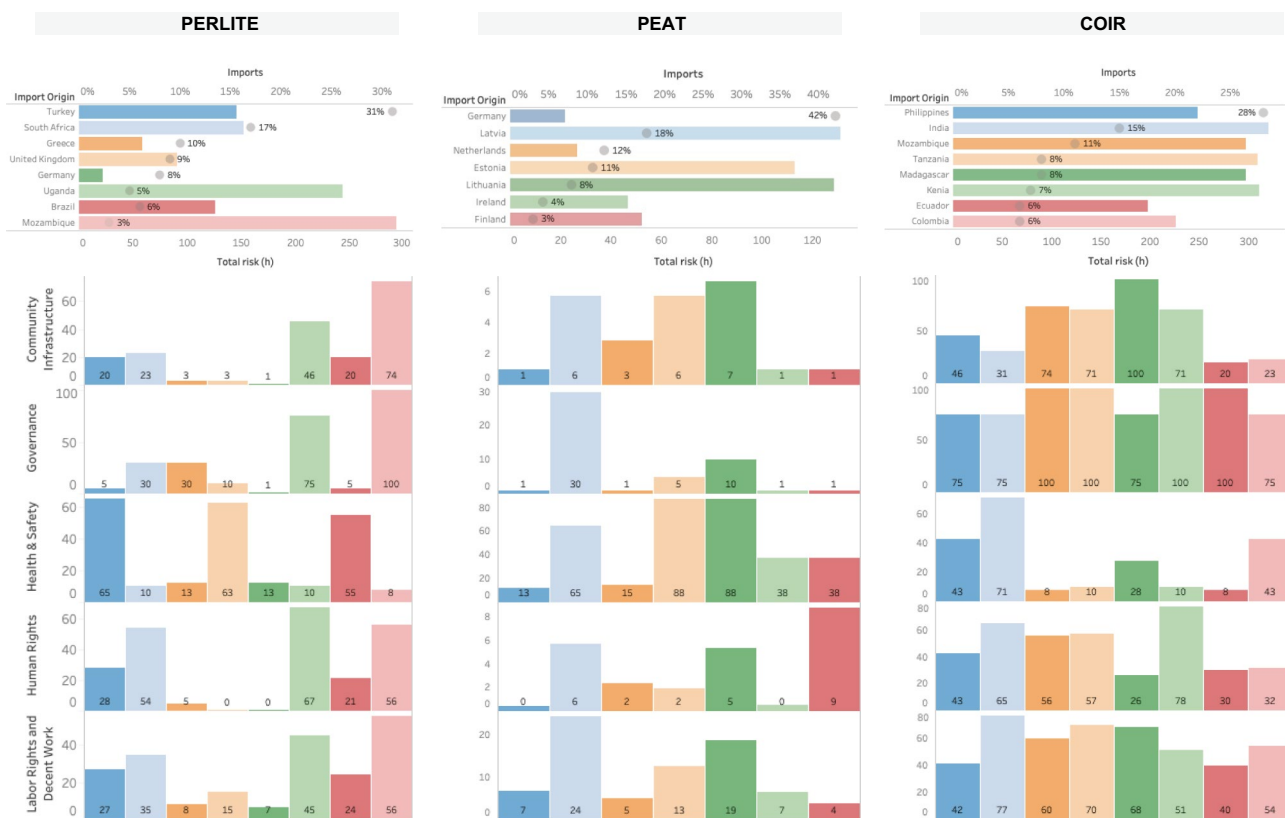 PERLITE
PEAT
COIR
Imports
Import Origin
0% 5% 10% 15% 20% 25% 30%
Turkey 31%
South Africa 17%
Greece 10%
United Kingdom 9%
Germany 8%
Uganda 5%
Brazil 6%
Mozambique 3%
0 50 100 150 200 250 300
Total risk (h)
Imports
Import Origin
0% 5% 10% 15% 20% 25% 30% 35% 40%
Germany 42%
Latvia 18%
Netherlands 12%
Estonia 11%
Lithuania 8%
Ireland 4%
Finland 3%
0 20 40 60 80 100 120
Total risk (h)
Imports
Import Origin
0% 5% 10% 15% 20% 25%
Philippines 28%
India 15%
Mozambique 11%
Tanzania 8%
Madagascar 8%
Kenia 7%
Ecuador 6%
Colombia 6%
0 50 100 150 200 250 300
Total risk (h)
Community
Infrastructure
60
40
20
0
20 23 3 3 1 46 20 74
6
4
2
0
1 6 3 6 7 1 1
100
50
0
46 31 74 71 100 71 20 23
Governance
100
50
0
5 30 30 10 1 75 5 100
30
20
10
0
1 30 1 5 10 1 1
100
50
0
75 75 100 100 75 100 100 75
Health & Safety
60
40
20
0
65 10 13 63 13 10 55 8
80
60
40
20
0
13 65 15 88 88 38 38
60
40
20
0
43 71 8 10 28 10 8 43
Human Rights
60
40
20
0
28 54 5 0 0 67 21 56
8
6
4
2
0
0 6 2 2 5 0 9
80
60
40
20
0
43 65 56 57 26 78 30 32
Labor Rights and
Decent Work
40
20
0
27 35 8 15 7 45 24 56
20
10
0
7 24 5 13 19 7 4
80
60
40
20
0
42 77 60 70 68 51 40 54